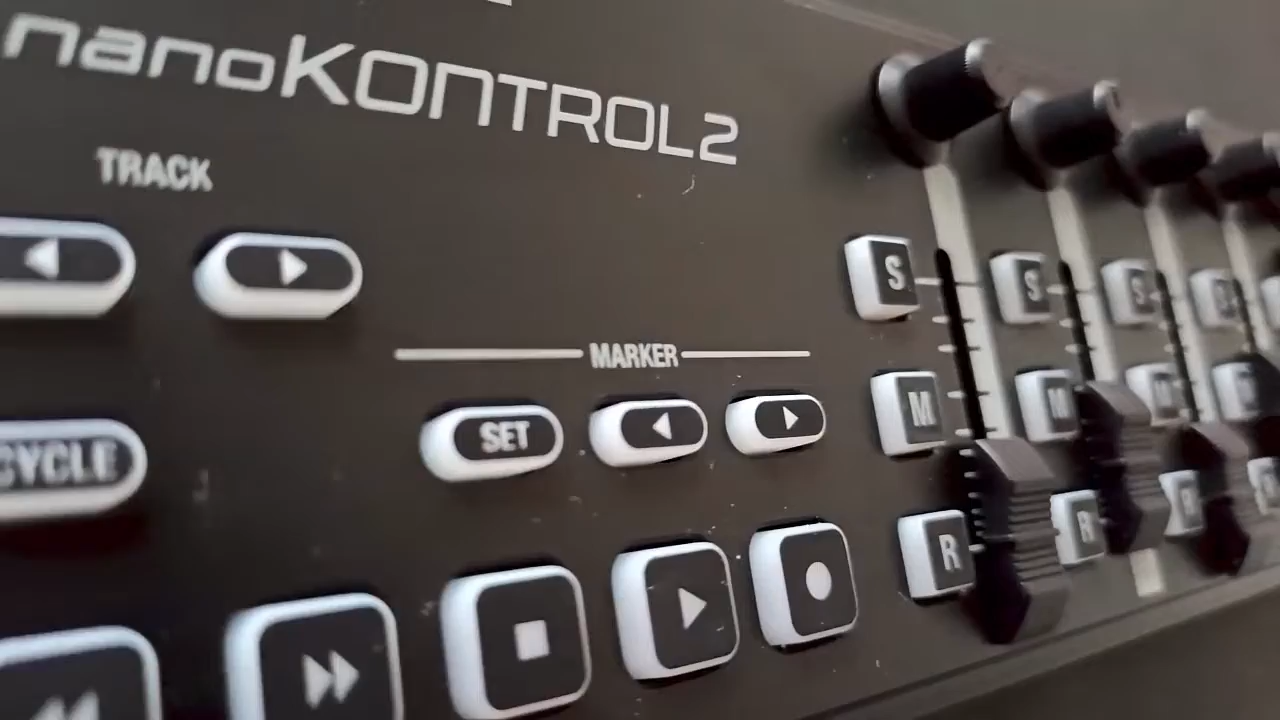 nanoKONTROL2
TRACK
MARKER
SET
CYCLE
S S S S
M M M
R R R